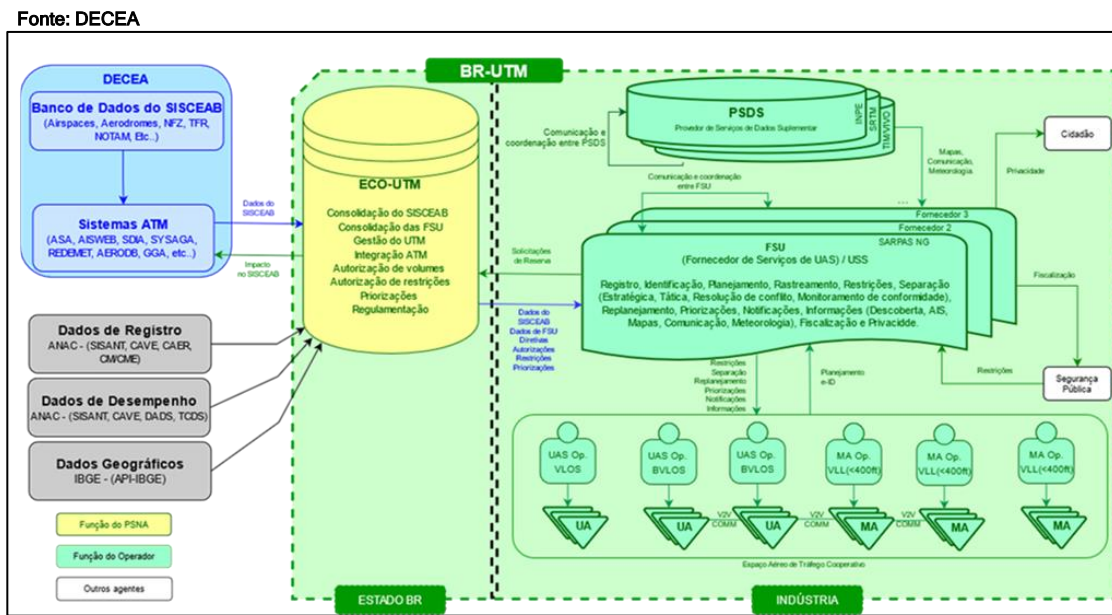 Fonte: DECEA
BR-UTM
DECEA
Banco de Dados do SISCEAB
(Airspaces, Aerodromes, NFZ, TFR,
NOTAM, Etc...)
Sistemas ATM
(ASA, AISWEB, SDIA, SYSAGA,
REDEMET, AERODB, GGA, etc...)
Dados do
SISCEAB
Impacto
no SISCEAB
Dados de Registro
ANAC - (SISANT, CAVE, CAER,
CM/CME)
Dados de Desempenho
ANAC - (SISANT, CAVE, DADS, TCDS)
Dados Geográficos
IBGE - (API-IBGE)
Função do PSNA
Função do Operador
Outros agentes
ECO-UTM
Consolidação do SISCEAB
Consolidação das FSU
Gestão do UTM
Integração ATM
Autorização de volumes
Autorização de restrições
Priorizações
Regulamentação
ESTADO BR
Solicitações
de Reserva
Dados do
SISCEAB
Dados de FSU
Diretivas
Autorizações
Restrições
Priorizações
PSDS
Provedor de Serviços de Dados Suplementar
INPE
SRTM
TIM/VIVO
Comunicação e
coordenação entre PSDS
Comunicação e coordenação
entre FSU
Mapas,
Comunicação,
Meteorologia.
Privacidade
Cidadão
...
Fornecedor 3
Fornecedor 2
SARPAS NG
FSU
(Fornecedor de Serviços de UAS) / USS
Registro, Identificação, Planejamento, Rastreamento, Restrições, Separação
(Estratégica, Tática, Resolução de conflito, Monitoramento de conformidade),
Replanejamento, Priorizações, Notificações, Informações (Descoberta, AIS,
Mapas, Comunicação, Meteorologia), Fiscalização e Privacidde.
Fiscalização
Restrições
Segurança
Pública
Restrições
Separação
Replanejamento
Priorizações
Notificações
Informações
Planejamento
e-ID
UAS Op.
VLOS
UAS Op.
BVLOS
UAS Op.
BVLOS
MA Op.
VLL(<400ft)
MA Op.
VLL(<400ft)
MA Op.
VLL(<400ft)
UA
UA
V2V
COMM
UA
V2V
COMM
MA
V2V
COMM
MA
MA
Espaço Aéreo de Tráfego Cooperativo
INDÚSTRIA